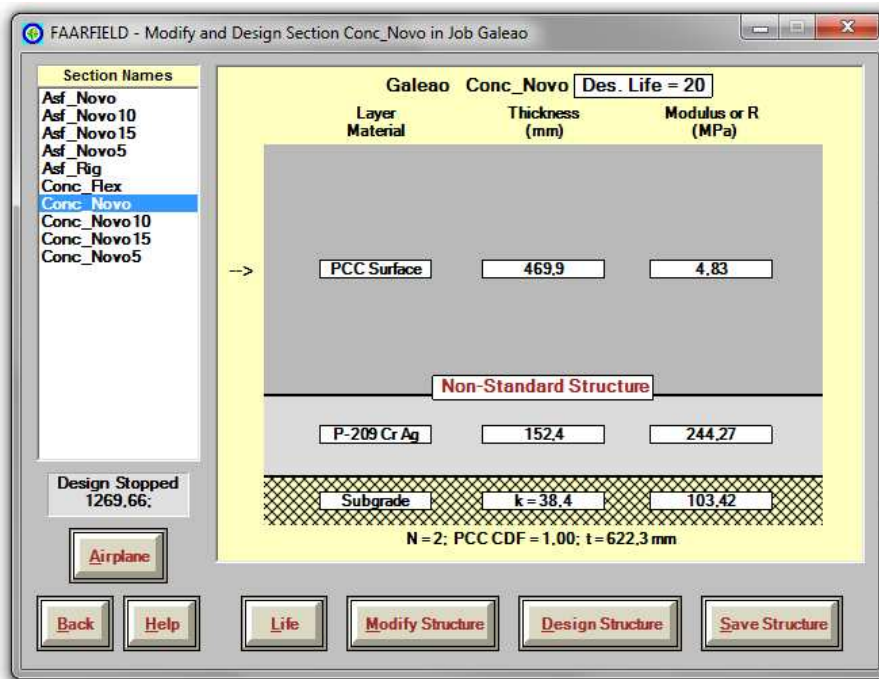 FAARFIELD - Modify and Design Section Conc_Novo in Job Galeao
Section Names
Asf_Novo
Asf_Novo10
Asf_Novo15
Asf_Novo5
Asf_Rig
Conc_Flex
Conc_Novo
Conc_Novo10
Conc_Novo15
Conc_Novo5
Design Stopped
1269,66;
Airplane
Back Help
Galeao Conc_Novo Des. Life = 20
Layer Material Thickness (mm) Modulus or R (MPa)
--> PCC Surface 469,9 4,83
Non-Standard Structure
P-209 Cr Ag 152,4 244,27
Subgrade k = 38,4 103,42
N = 2; PCC CDF = 1,00; t = 622,3 mm
Life Modify Structure Design Structure Save Structure